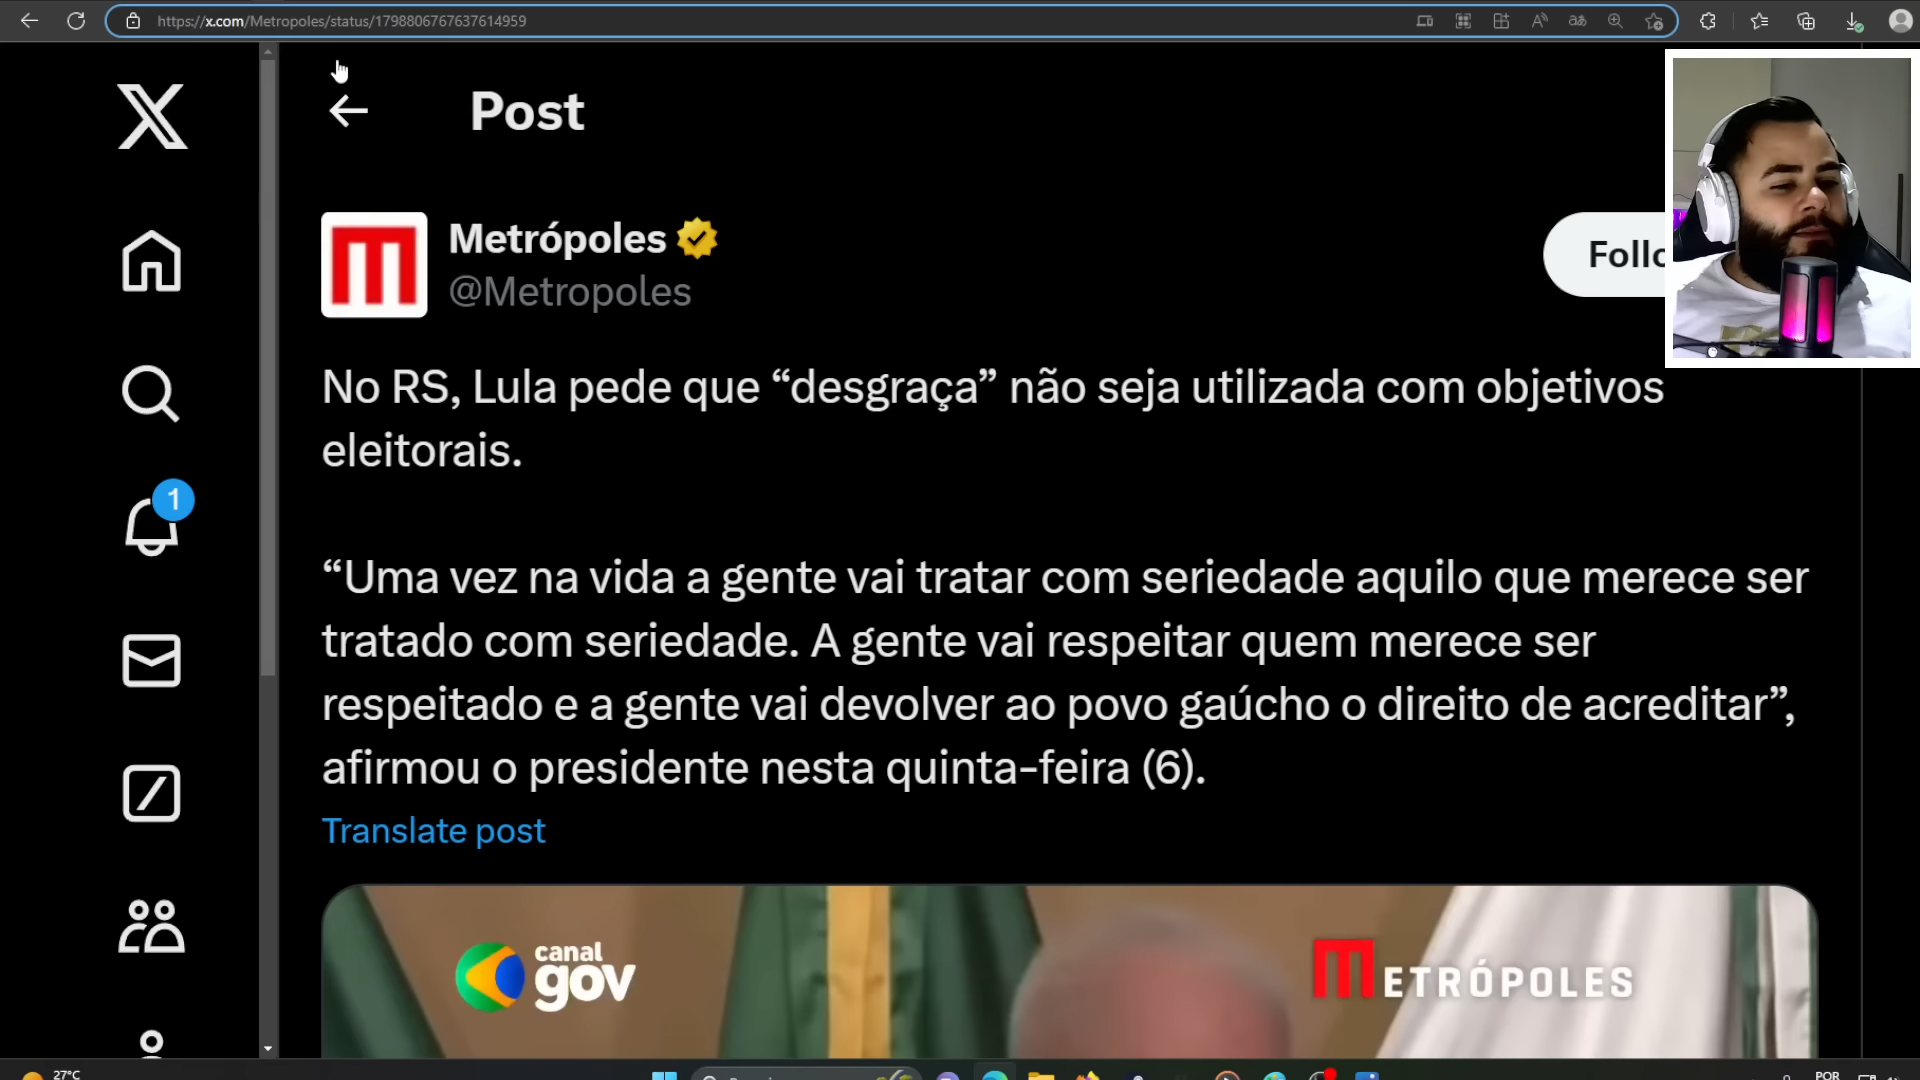 https://x.com/Metropoles/status/1798806767637614959
Post
Metrópoles
@Metropoles
No RS, Lula pede que “desgraça” não seja utilizada com objetivos
eleitorais.
“Uma vez na vida a gente vai tratar com seriedade aquilo que merece ser
tratado com seriedade. A gente vai respeitar quem merece ser
respeitado e a gente vai devolver ao povo gaúcho o direito de acreditar”,
afirmou o presidente nesta quinta-feira (6).
Translate post
1
canal
gov
METRÓPOLES
27°C
POR